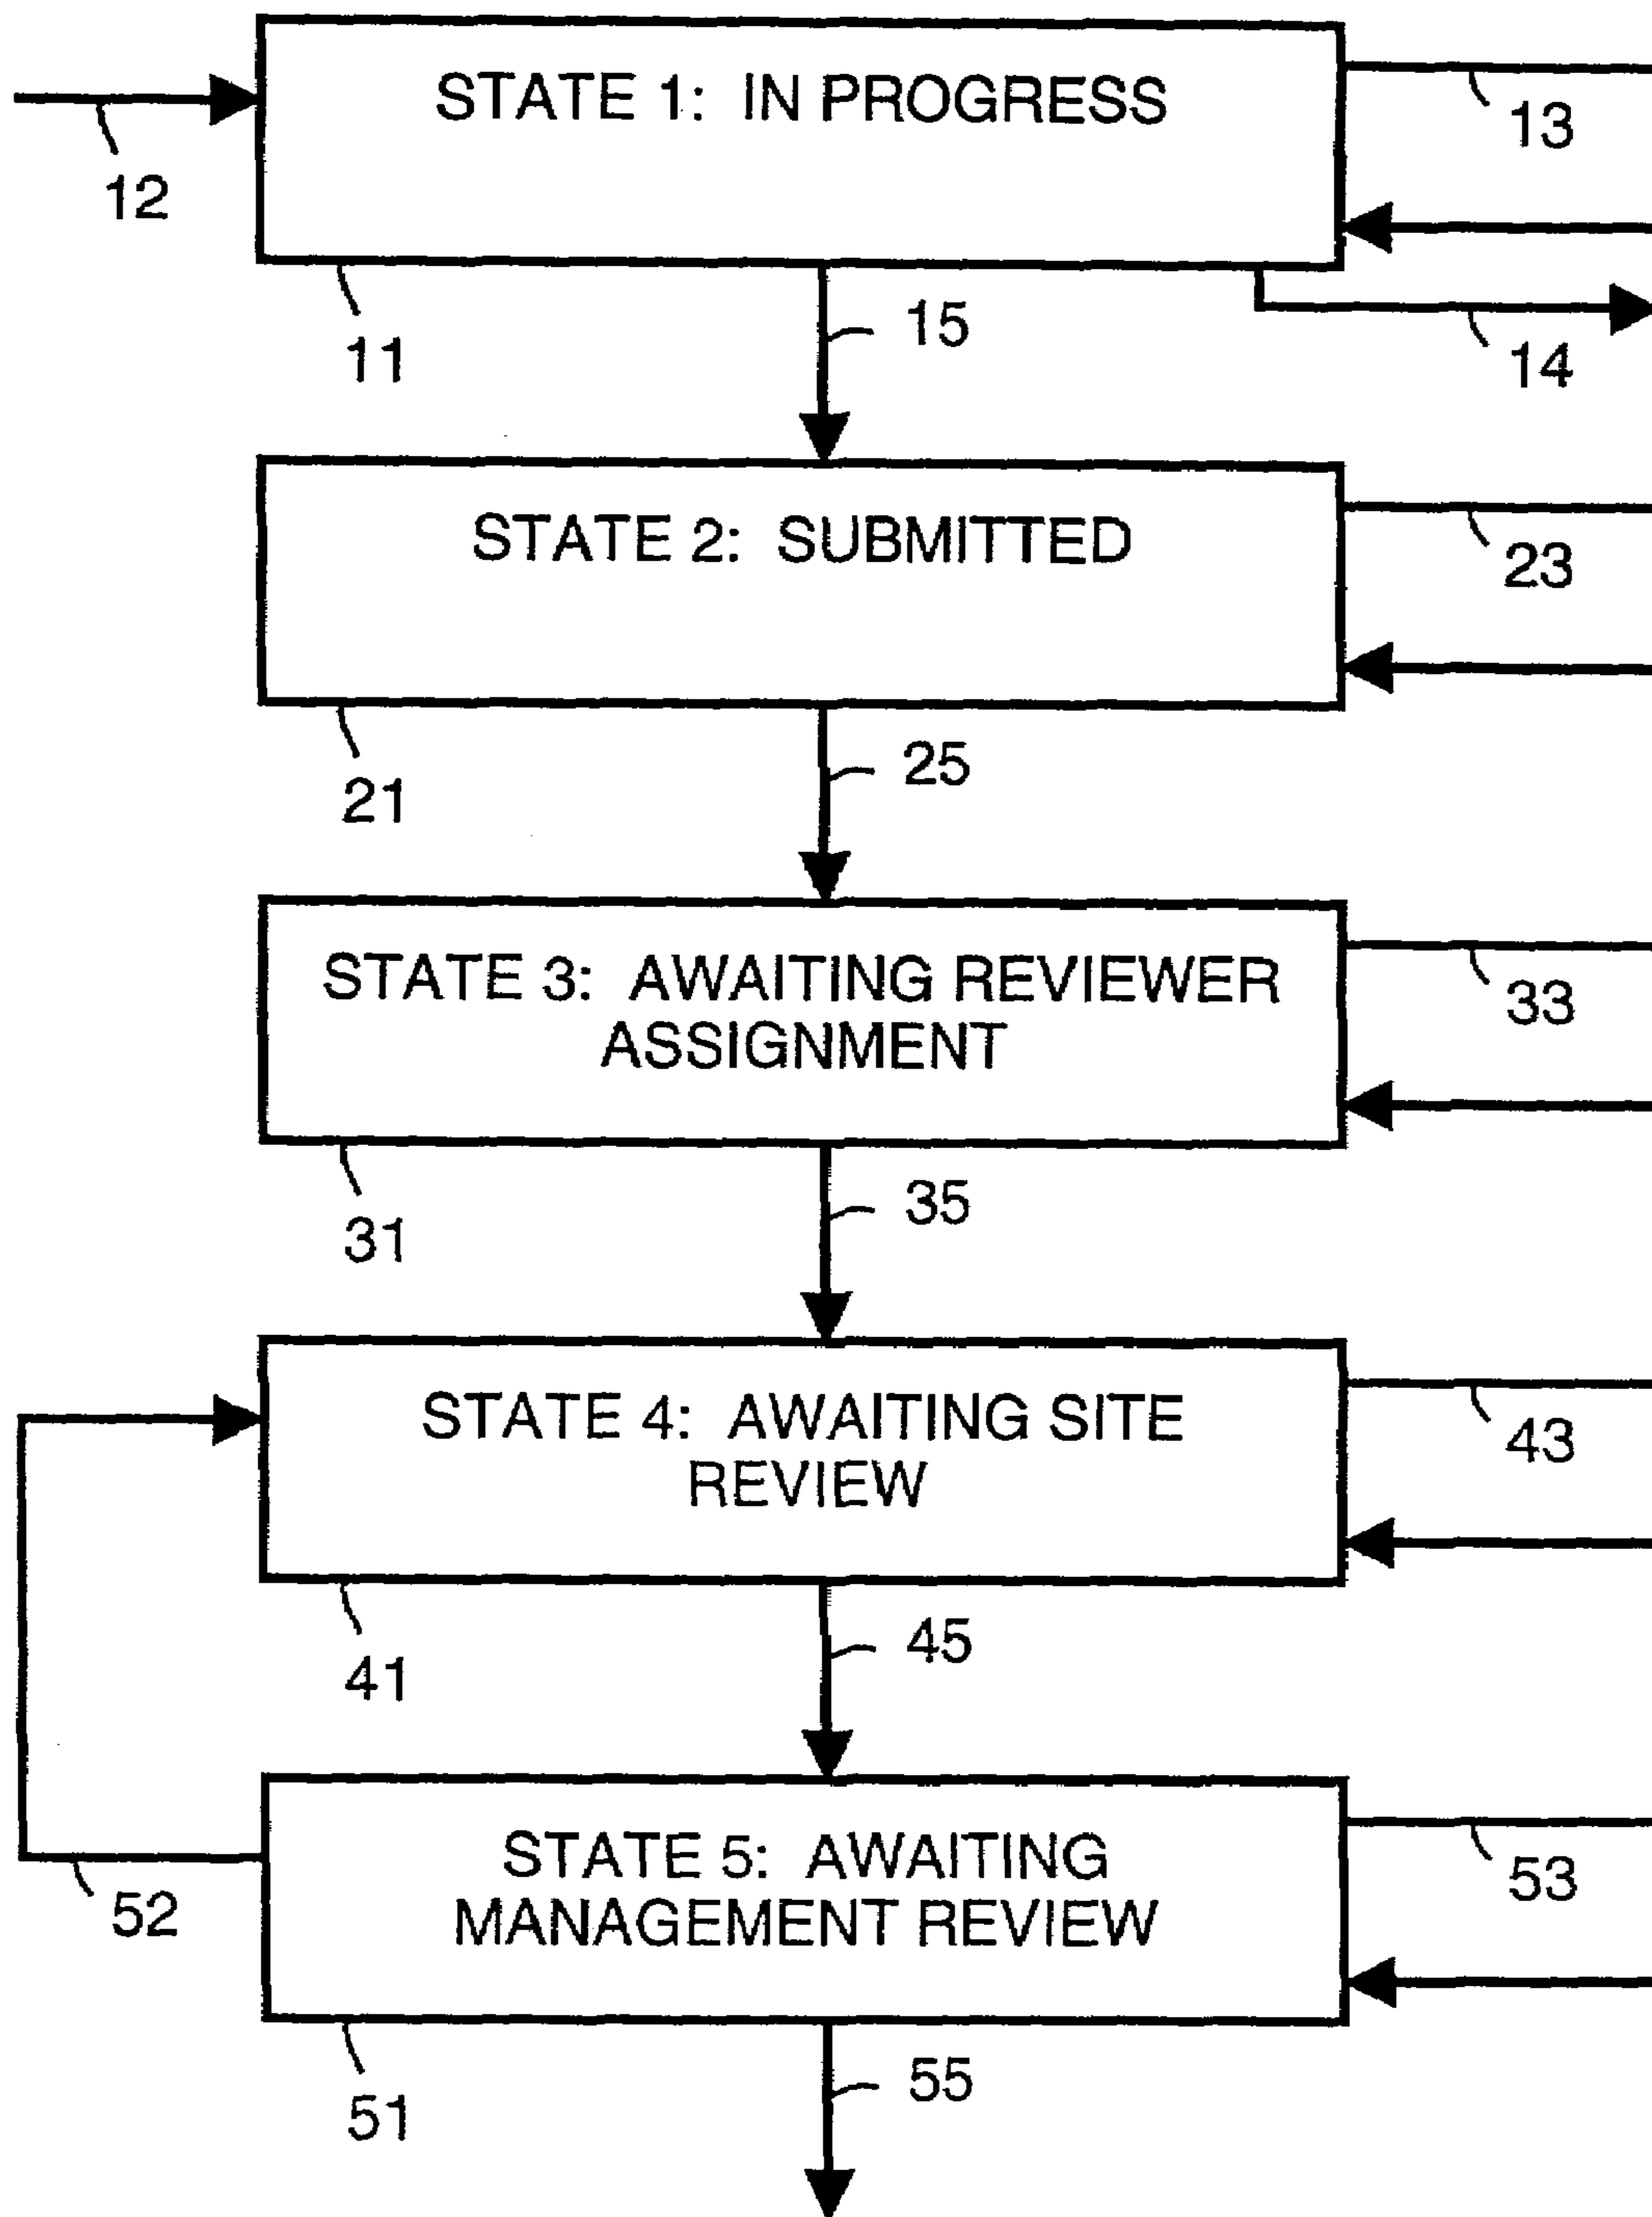 STATE 1: IN PROGRESS
13
12
15
11
14
STATE 2: SUBMITTED
23
25
21
STATE 3: AWAITING REVIEWER
ASSIGNMENT
33
35
31
STATE 4: AWAITING SITE
REVIEW
43
45
41
STATE 5: AWAITING
MANAGEMENT REVIEW
53
52
55
51